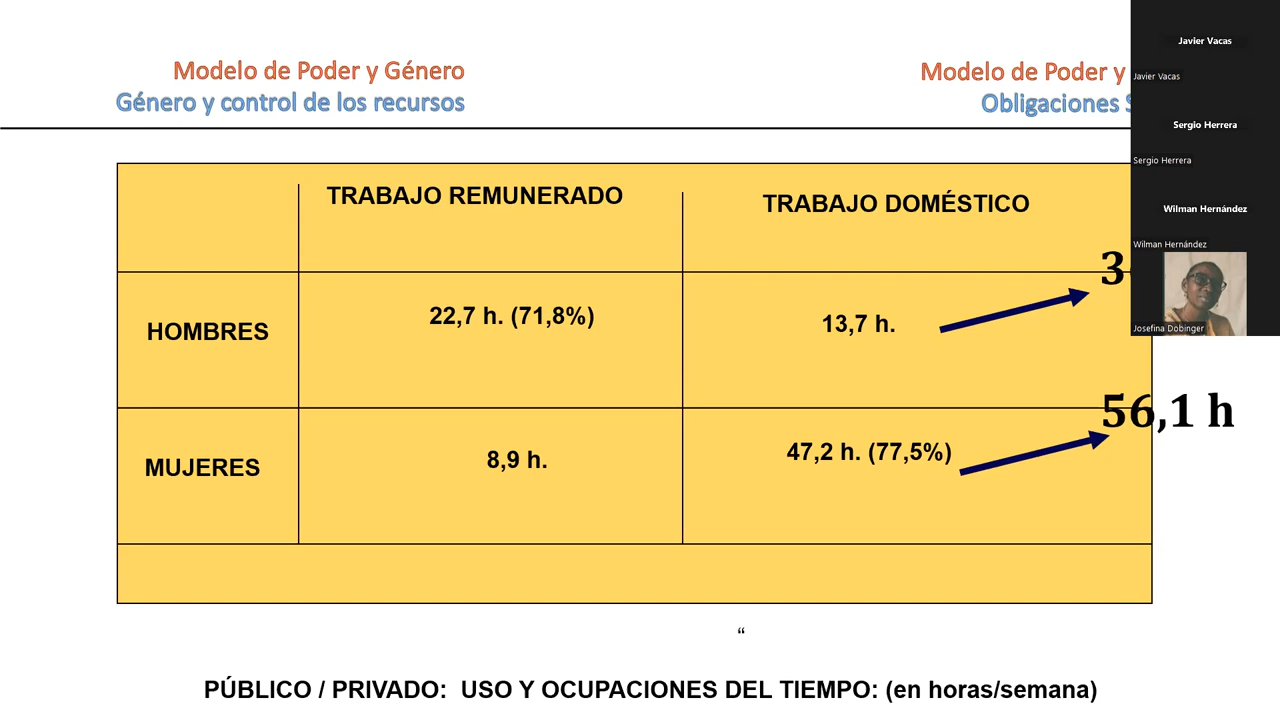 Modelo de Poder y Género
Género y control de los recursos
Modelo de Poder y
Obligaciones
TRABAJO REMUNERADO
TRABAJO DOMÉSTICO
HOMBRES
22,7 h. (71,8%)
13,7 h.
3
MUJERES
8,9 h.
47,2 h. (77,5%)
56,1 h
“
PÚBLICO / PRIVADO: USO Y OCUPACIONES DEL TIEMPO: (en horas/semana)
Javier Vacas
Javier Vacas
Sergio Herrera
Sergio Herrera
Wilman Hernández
Wilman Hernández
Josefina Dobinger